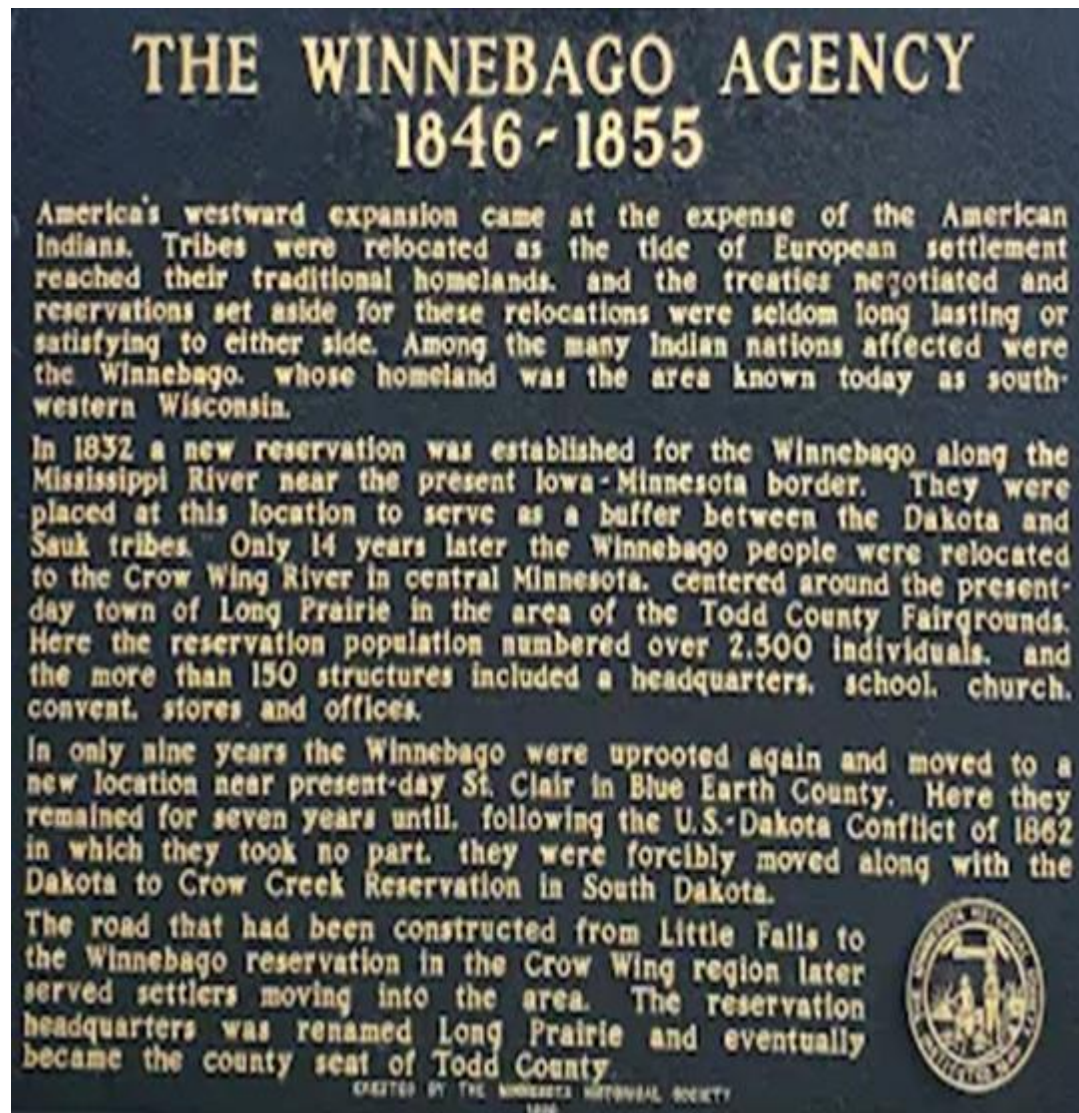 THE WINNEBAGO AGENCY
1846-1855
America's westward expansion came at the expense of the American
Indians. Tribes were relocated as the tide of European settlement
reached their traditional homelands, and the treaties negotiated and
reservations set aside for these relocations were seldom long lasting or
satisfying to either side. Among the many Indian nations affected were
the Winnebago, whose homeland was the area known today as south-
western Wisconsin.
In 1832 a new reservation was established for the Winnebago along the
Mississippi River near the present Iowa-Minnesota border. They were
placed at this location to serve as a buffer between the Dakota and
Sauk tribes. Only 14 years later the Winnebago people were relocated
to the Crow Wing River in central Minnesota, centered around the present-
day town of Long Prairie in the area of the Todd County Fairgrounds.
Here the reservation population numbered over 2,500 individuals, and
the more than 150 structures included a headquarters, school, church,
convent, stores and offices.
In only nine years the Winnebago were uprooted again and moved to a
new location near present-day St. Clair in Blue Earth County. Here they
remained for seven years until, following the U.S.-Dakota Conflict of 1862
in which they took no part, they were forcibly moved along with the
Dakota to Crow Creek Reservation in South Dakota.
The road that had been constructed from Little Falls to
the Winnebago reservation in the Crow Wing region later
served settlers moving into the area. The reservation
headquarters was renamed Long Prairie and eventually
became the county seat of Todd County
ERECTED BY THE MINNESOTA HISTORICAL SOCIETY